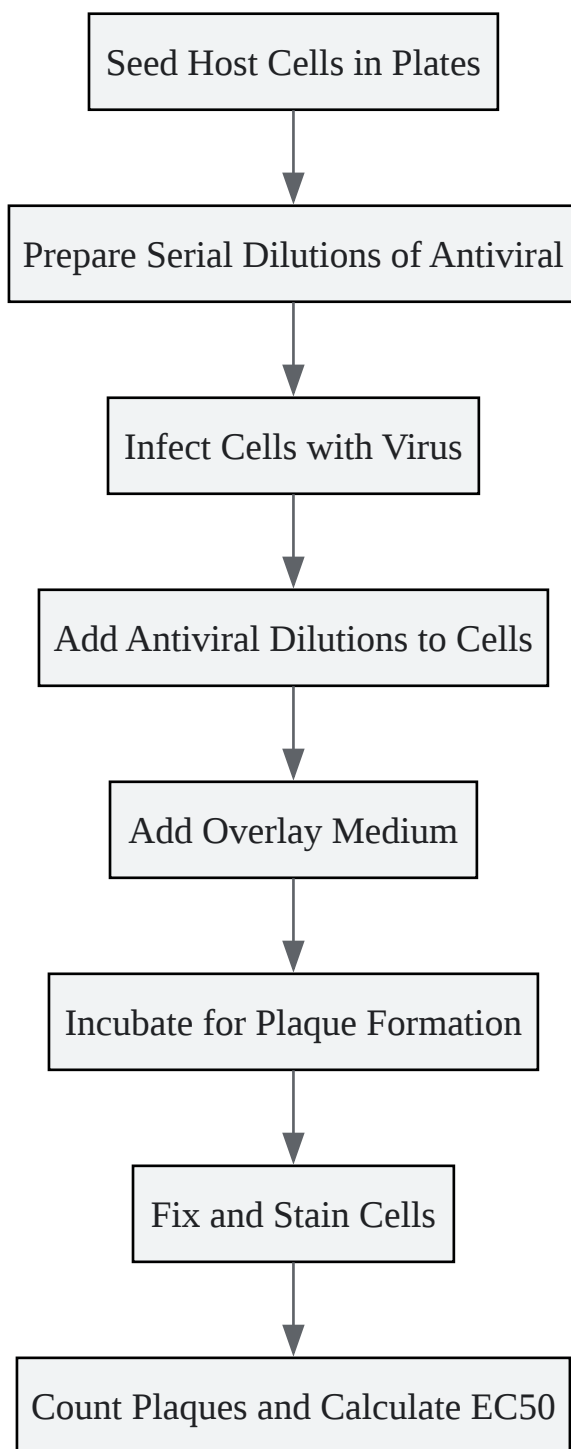 Seed Host Cells in Plates
Prepare Serial Dilutions of Antiviral
Infect Cells with Virus
Add Antiviral Dilutions to Cells
Add Overlay Medium
Incubate for Plaque Formation
Fix and Stain Cells
Count Plaques and Calculate EC50